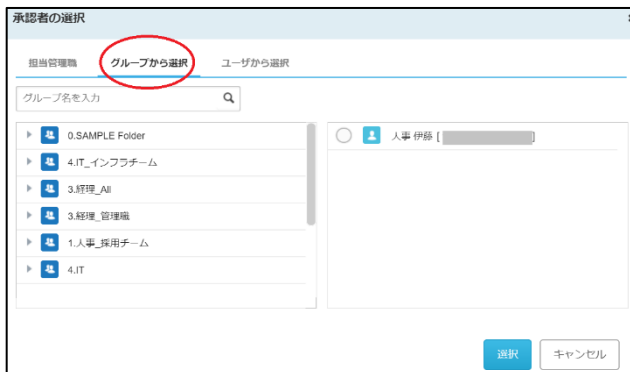 承認者の選択
担当管理職 グループから選択 ユーザから選択
グループ名を入力
0.SAMPLE Folder
4.IT_インフラチーム
3.経理_All
3.経理_管理職
1.人事_採用チーム
4.IT
人事 伊藤 [ ]
選択 キャンセル